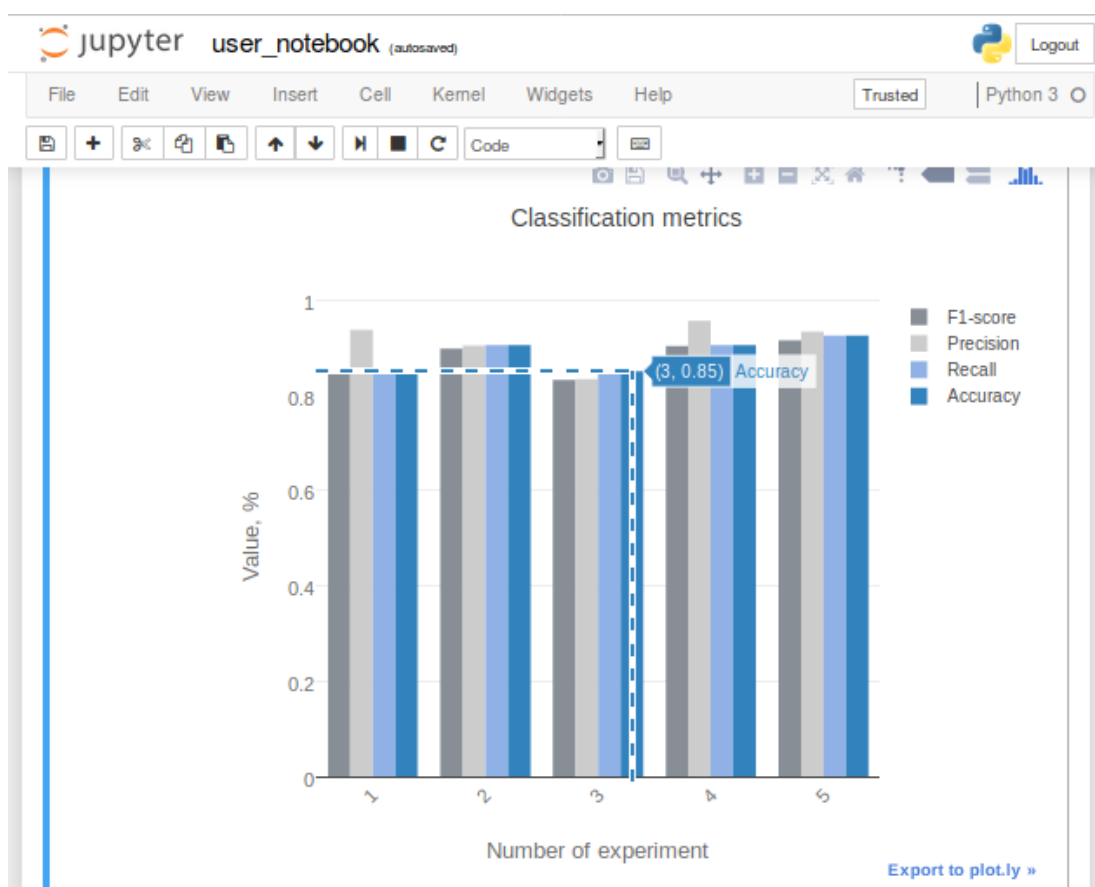 jupyter user_notebook (autosaved) Logout
File Edit View Insert Cell Kernel Widgets Help Trusted Python 3
Code
Classification metrics
1
0.8
0.6
0.4
0.2
0
Value, %
(3, 0.85) Accuracy
F1-score
Precision
Recall
Accuracy
1 2 3 4 5
Number of experiment
Export to plot.ly »